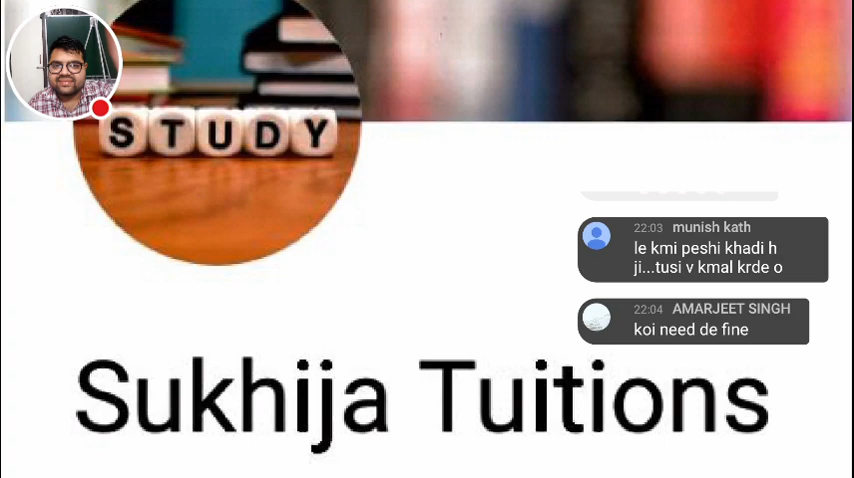 STUDY
22:03 munish kath
le kmi peshi khadi h
ji...tusi v kmal krde o
22:04 AMARJEET SINGH
koi need de fine
Sukhija Tuitions